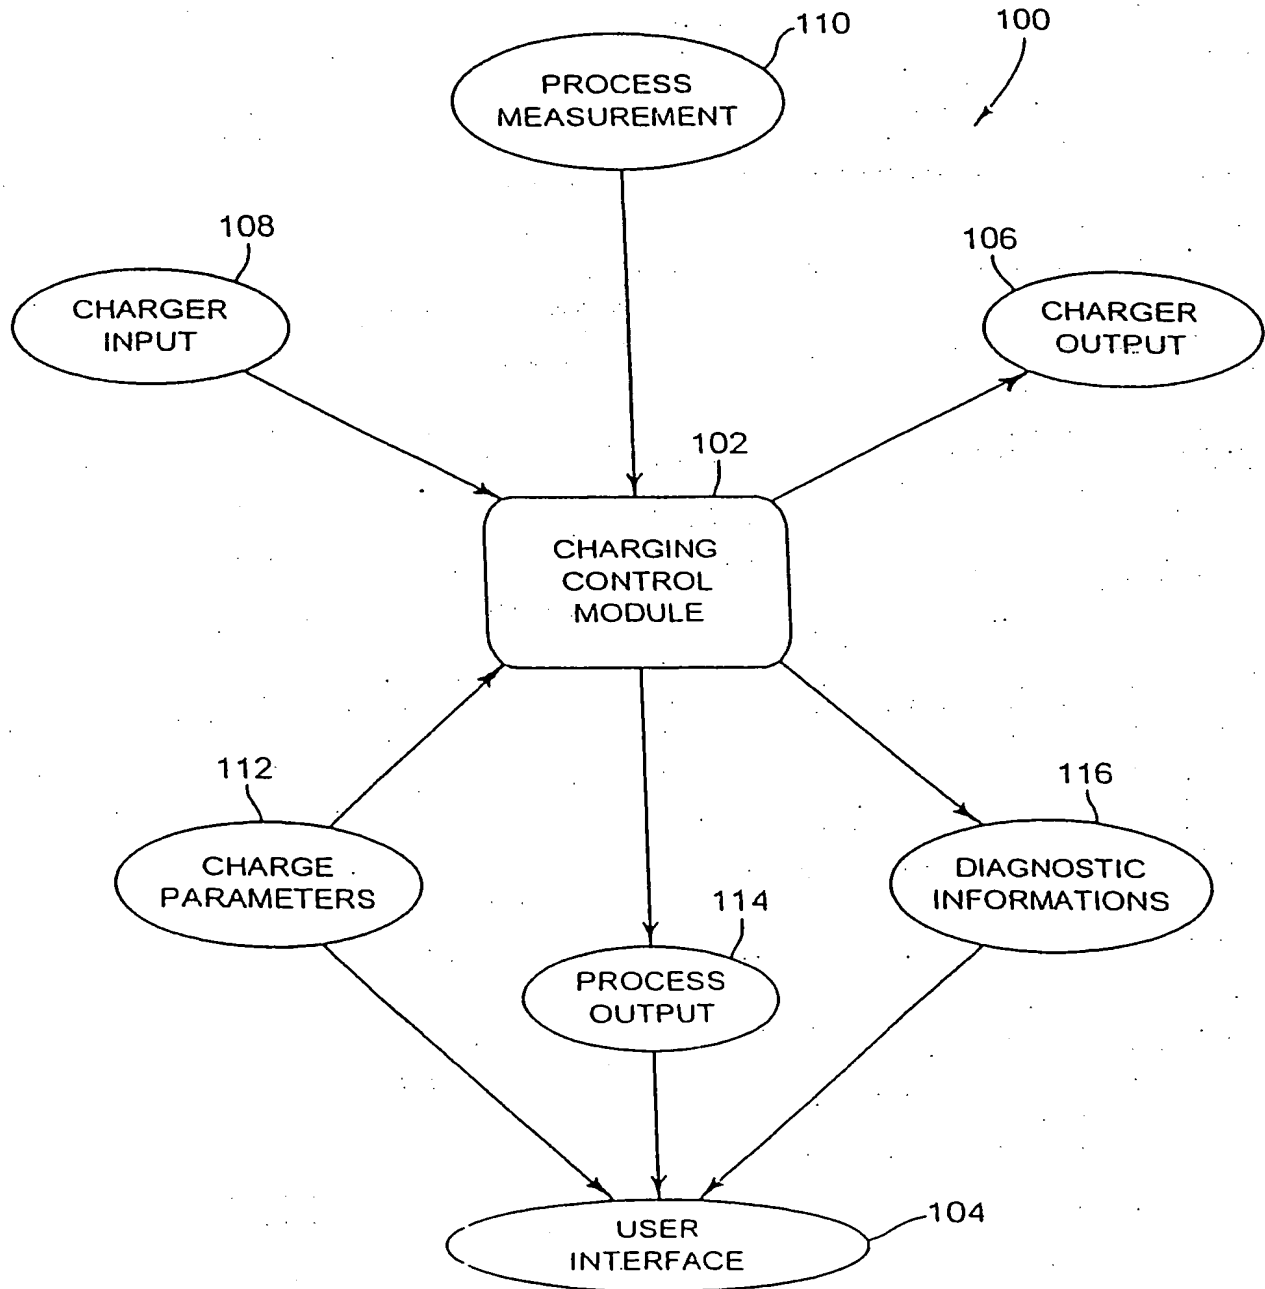 110
100
PROCESS
MEASUREMENT
108
106
CHARGER
INPUT
CHARGER
OUTPUT
102
CHARGING
CONTROL
MODULE
112
116
CHARGE
PARAMETERS
DIAGNOSTIC
INFORMATIONS
114
PROCESS
OUTPUT
104
USER
INTERFACE